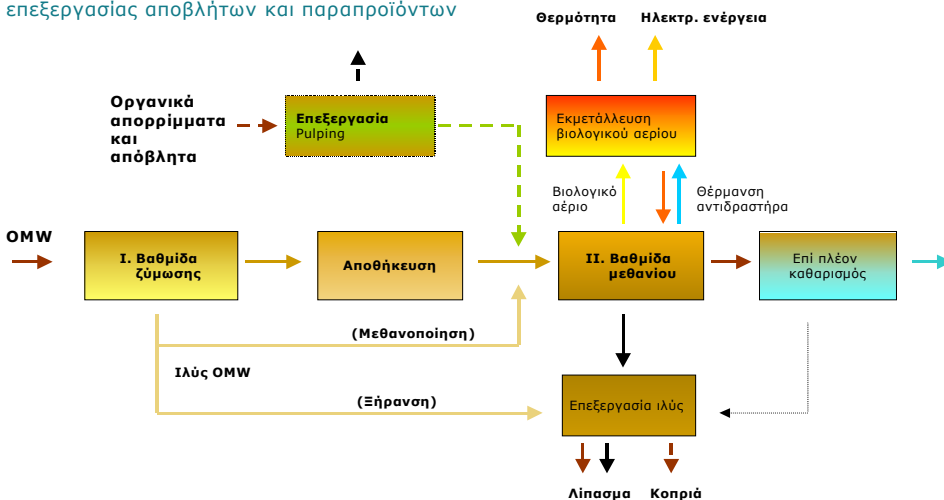 επεξεργασίας αποβλήτων και παραπροϊόντων
Θερμότητα
Ηλεκτρ. ενέργεια
Οργανικά
απορρίμματα
και
απόβλητα
Επεξεργασία
Pulping
Εκμετάλλευση
βιολογικού αερίου
Βιολογικό
αέριο
Θέρμανση
αντιδραστήρα
OMW
I. Βαθμίδα
ζύμωσης
Αποθήκευση
II. Βαθμίδα
μεθανίου
Επί πλέον
καθαρισμός
(Μεθανοποίηση)
Ιλύς OMW
(Ξήρανση)
Επεξεργασία ιλύς
Λίπασμα
Κοπριά